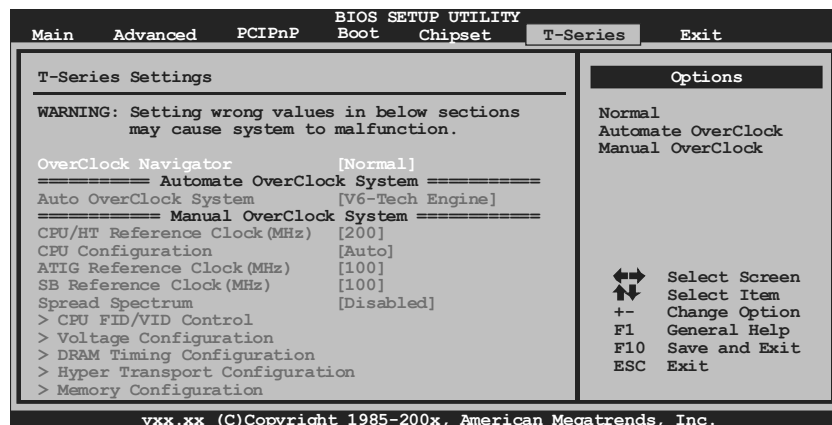 BIOS SETUP UTILITY
Main Advanced PCIPnP Boot Chipset T-Series Exit
T-Series Settings
WARNING: Setting wrong values in below sections
may cause system to malfunction.
OverClock Navigator [Normal]
=========== Automate OverClock System ===========
Auto OverClock System [V6-Tech Engine]
============ Manual OverClock System ============
CPU/HT Reference Clock(MHz) [200]
CPU Configuration [Auto]
ATIG Reference Clock(MHz) [100]
SB Reference Clock(MHz) [100]
Spread Spectrum [Disabled]
> CPU FID/VID Control
> Voltage Configuration
> DRAM Timing Configuration
> Hyper Transport Configuration
> Memory Configuration
Options
Normal
Automate OverClock
Manual OverClock
Select Screen
Select Item
+- Change Option
F1 General Help
F10 Save and Exit
ESC Exit
vxx.xx (C)Copyright 1985-200x, American Megatrends, Inc.